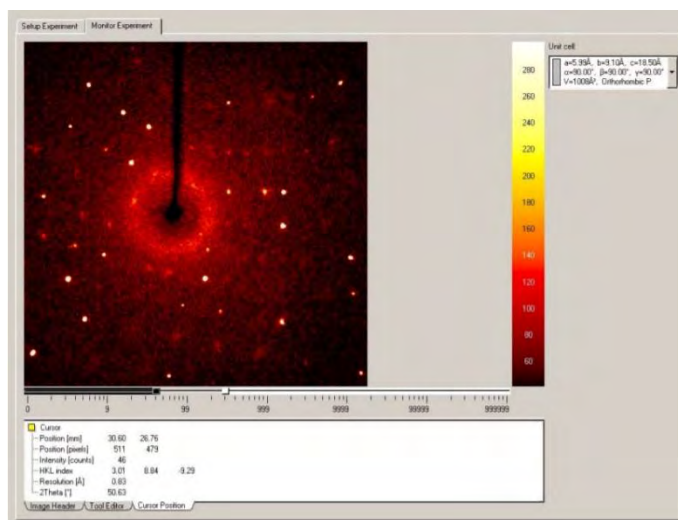 Setup Experiment Monitor Experiment
Unit cell:
a=5.99Å, b=9.10Å, c=18.50Å
α=90.00°, β=90.00°, γ=90.00°
V=1008Å³, Orthorhombic P
280
260
240
220
200
180
160
140
120
100
80
60
0 9 99 999 9999 99999 999999
Cursor
Position [mm] 30.60 26.76
Position [pixels] 511 479
Intensity [counts] 46
HKL index 3.01 8.84 -9.29
Resolution [Å] 0.83
2Theta [°] 50.63
Image Header Tool Editor Cursor Position